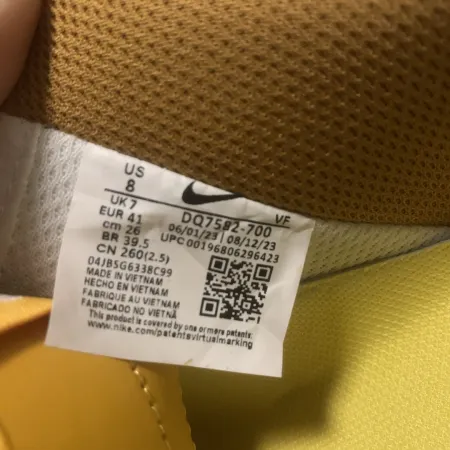 US
8
UK 7
EUR 41
cm 26
BR 39.5
CN 260(2.5)
DQ7582-700 VF
06/01/23 08/12/23
UPC 00196806296423
04JB5G6338C99
MADE IN VIETNAM
HECHO EN VIETNAM
FABRIQUE AU VIETNAM
FABRICADO NO VIETNÃ
This product is covered by one or more patents:
www.nike.com/patentsvirtualmarking